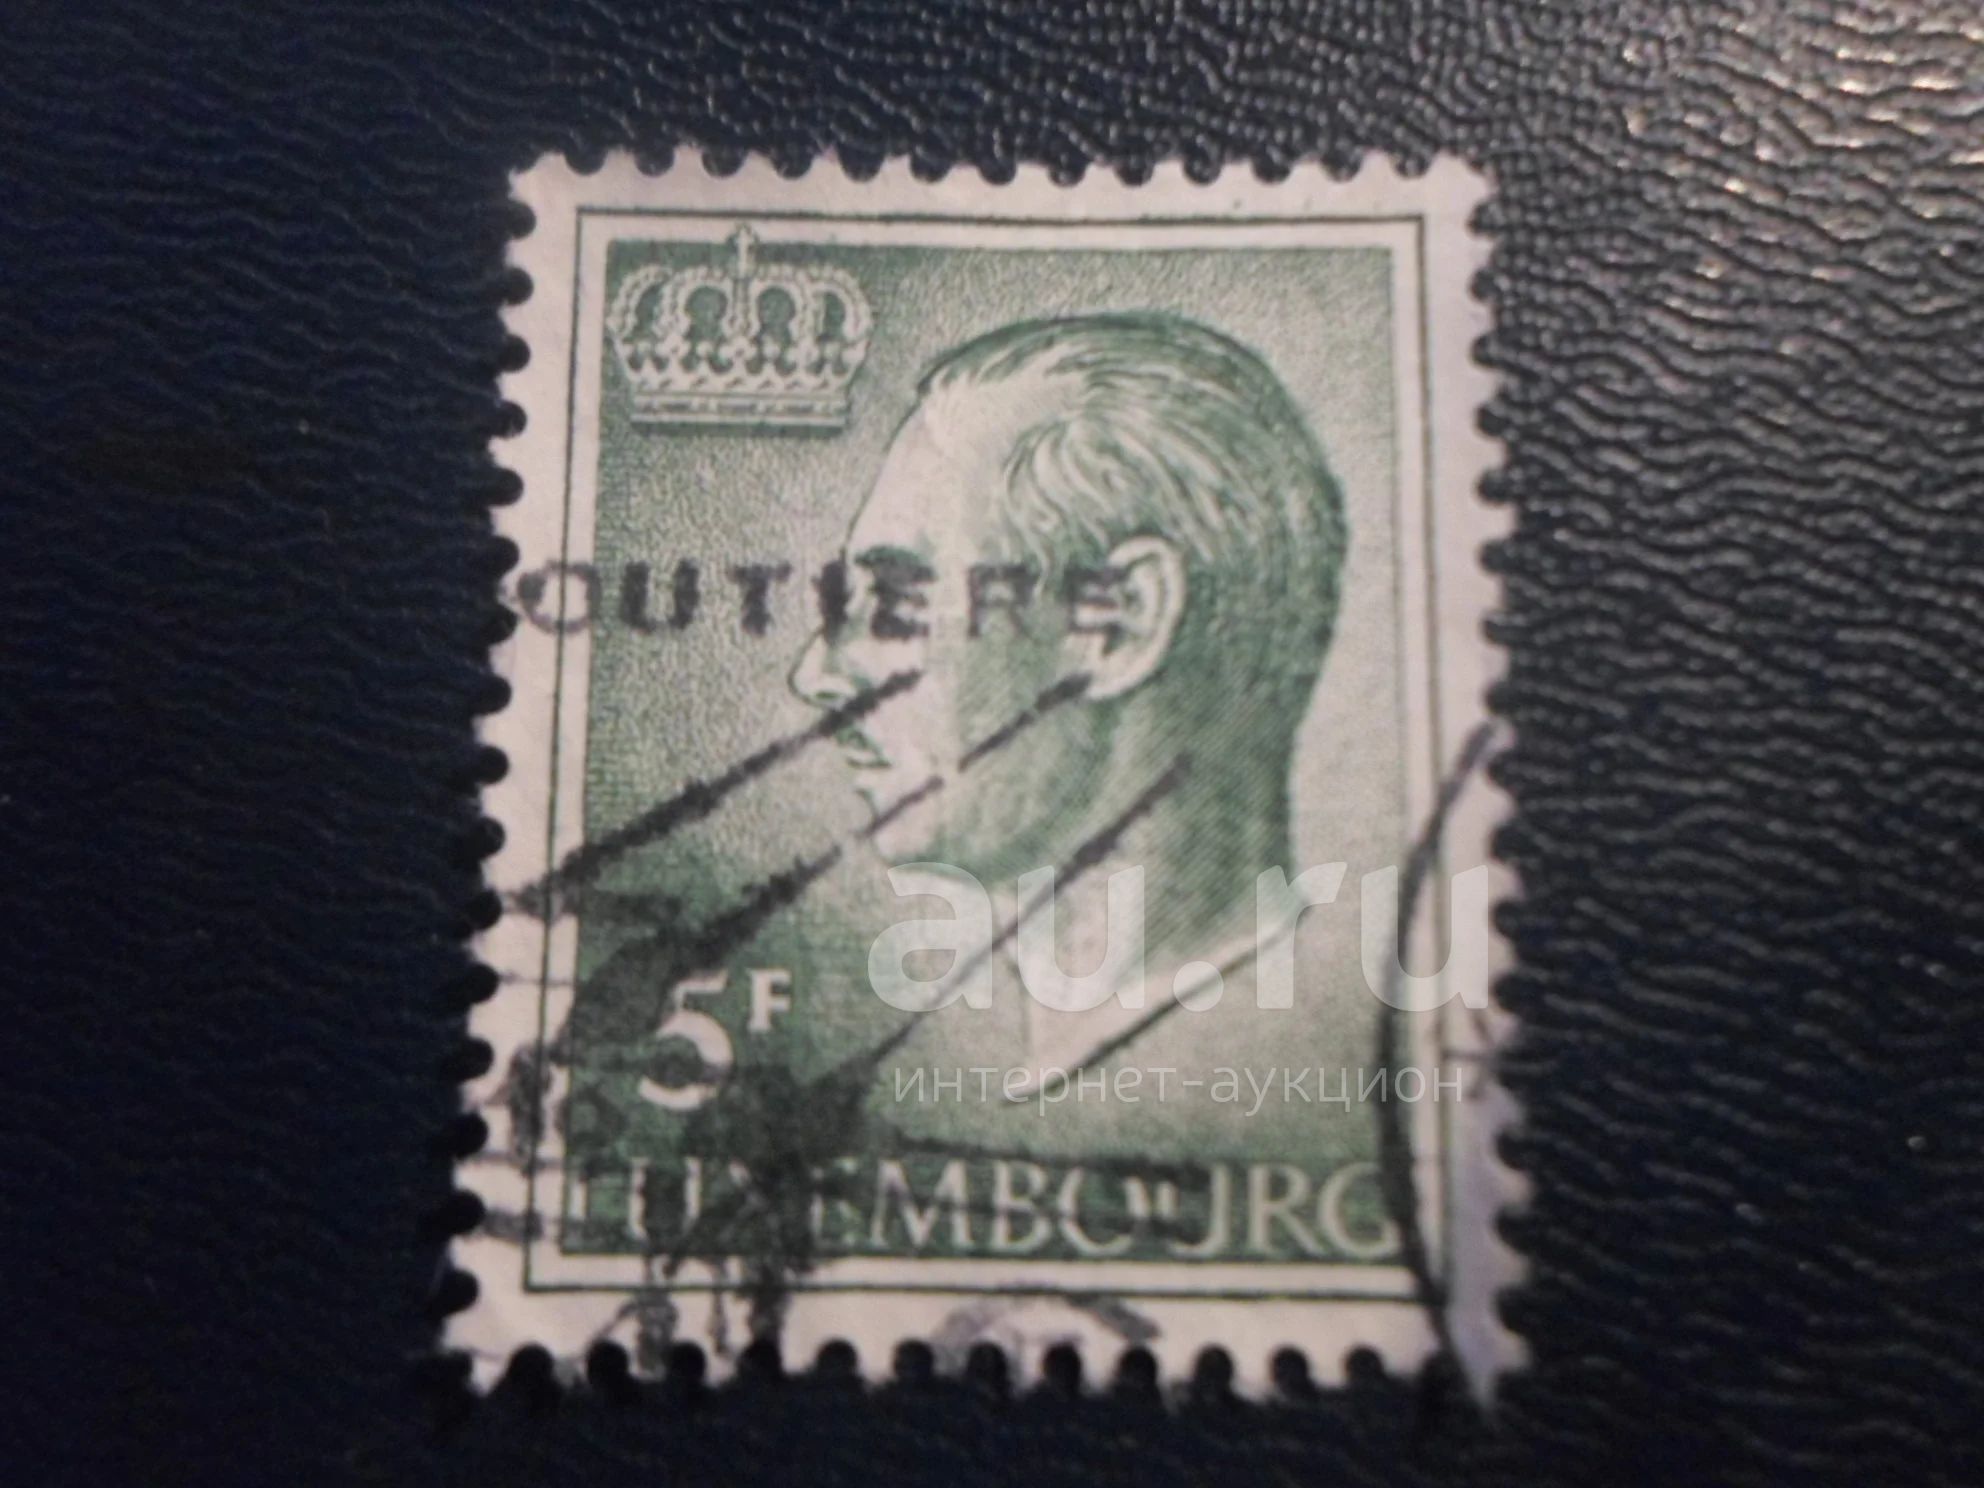 OUTIERE
5F
LUXEMBOURG
au.ru
интернет-аукцион